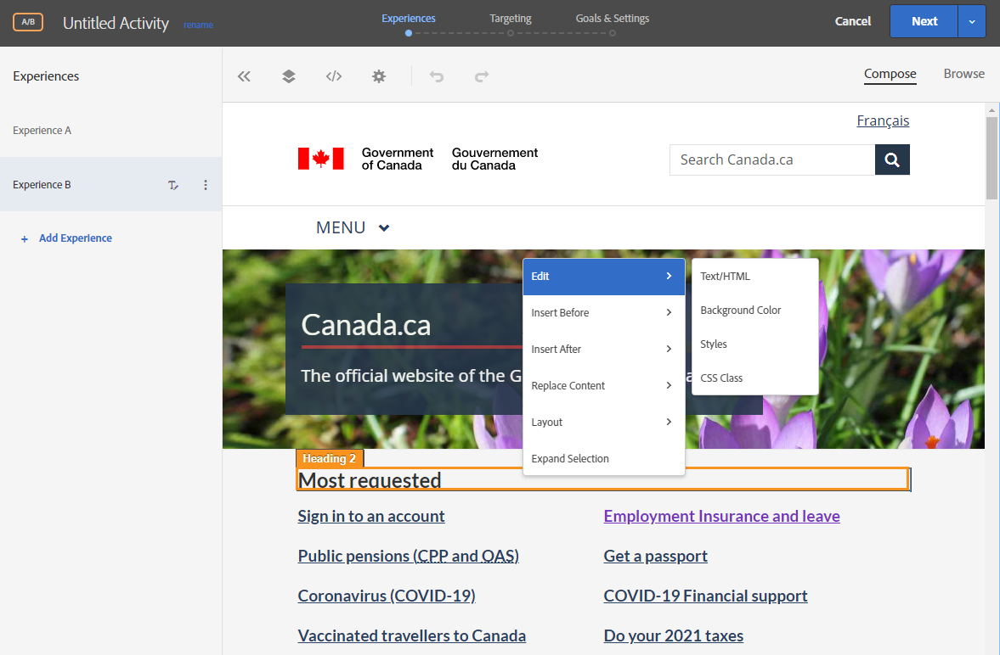 A/B
Untitled Activity
rename
Experiences
Targeting
Goals & Settings
Cancel
Next
Experiences
Compose
Browse
Experience A
Experience B
+ Add Experience
Français
Government
of Canada
Gouvernement
du Canada
Search Canada.ca
MENU
Canada.ca
The official website of the G
Edit
Insert Before
Insert After
Replace Content
Layout
Expand Selection
Text/HTML
Background Color
Styles
CSS Class
Heading 2
Most requested
Sign in to an account
Employment Insurance and leave
Public pensions (CPP and OAS)
Get a passport
Coronavirus (COVID-19)
COVID-19 Financial support
Vaccinated travellers to Canada
Do your 2021 taxes